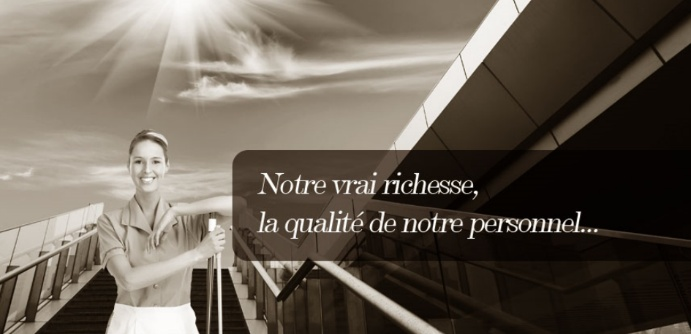 Notre vrai richesse,
la qualité de notre personnel...